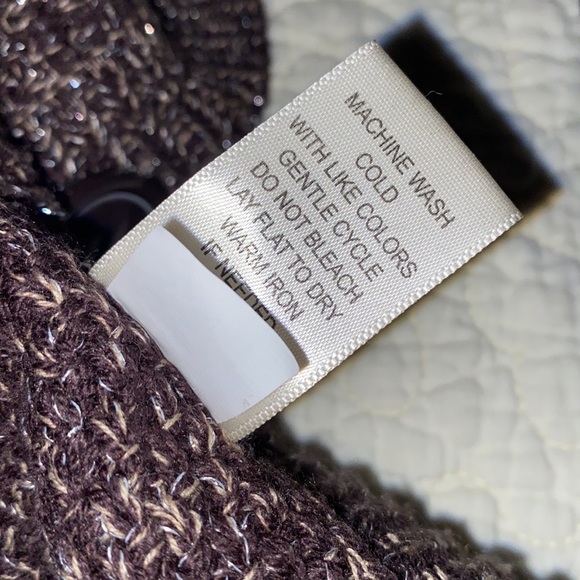 MACHINE WASH
COLD
WITH LIKE COLORS
GENTLE CYCLE
DO NOT BLEACH
LAY FLAT TO DRY
WARM IRON
IF NEEDED